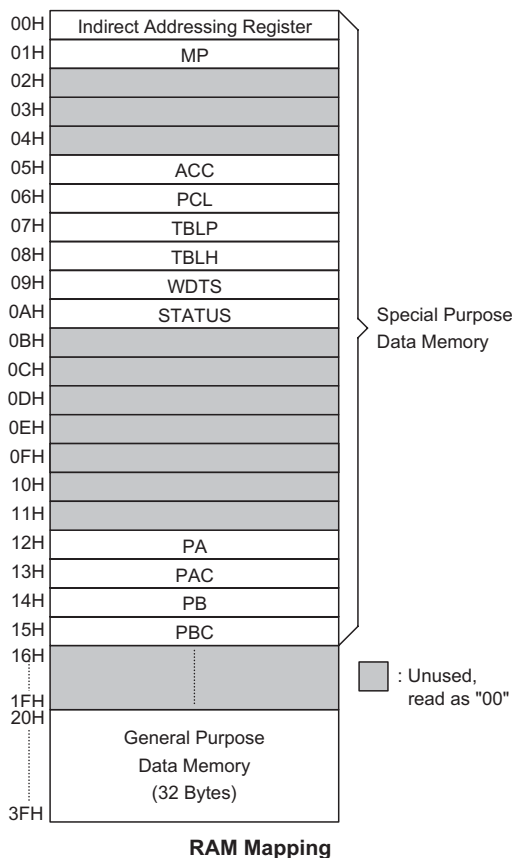 00H Indirect Addressing Register
01H MP
02H
03H
04H
05H ACC
06H PCL
07H TBLP
08H TBLH
09H WDTS
0AH STATUS
0BH
0CH
0DH
0EH
0FH
10H
11H
12H PA
13H PAC
14H PB
15H PBC
16H
1FH
20H
General Purpose
Data Memory
(32 Bytes)
3FH
Special Purpose
Data Memory
: Unused,
read as "00"
RAM Mapping